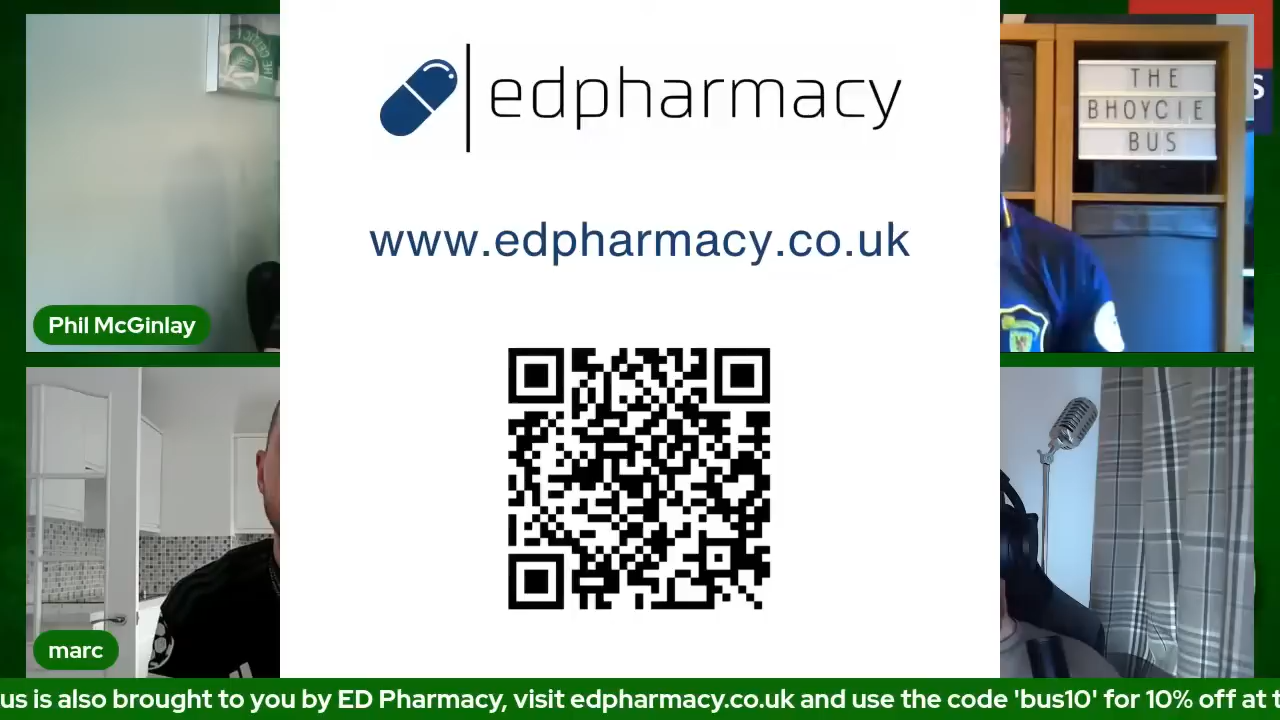 edpharmacy
www.edpharmacy.co.uk
THE
BHOYCIE
BUS
S
Phil McGinlay
marc
us is also brought to you by ED Pharmacy, visit edpharmacy.co.uk and use the code 'bus10' for 10% off at t